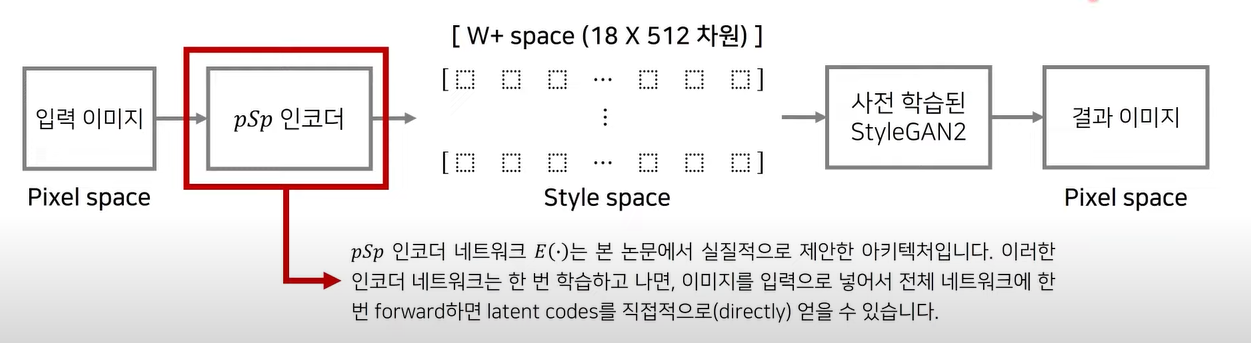 [ W+ space (18 X 512 차원) ]
입력 이미지
pSp 인코더
[ ⋯ ]
⋮
[ ⋯ ]
사전 학습된
StyleGAN2
결과 이미지
Pixel space
Style space
Pixel space
pSp 인코더 네트워크 E(·)는 본 논문에서 실질적으로 제안한 아키텍처입니다. 이러한
인코더 네트워크는 한 번 학습하고 나면, 이미지를 입력으로 넣어서 전체 네트워크에 한
번 forward하면 latent codes를 직접적으로(directly) 얻을 수 있습니다.